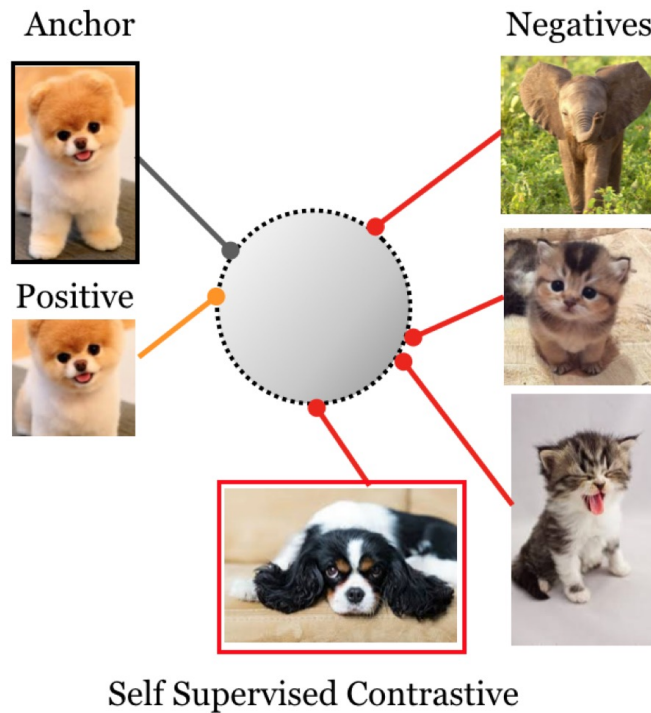 Anchor
Negatives
Positive
Self Supervised Contrastive